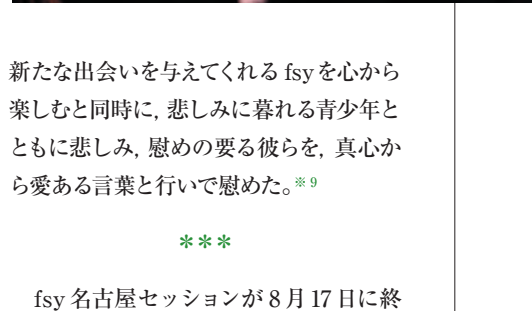 新たな出会いを与えてくれる fsyを心から
楽しむと同時に, 悲しみに暮れる青少年と
ともに悲しみ, 慰めの要る彼らを, 真心か
ら愛ある言葉と行いで慰めた。※9
***
fsy 名古屋セッションが 8 月 17 日に終